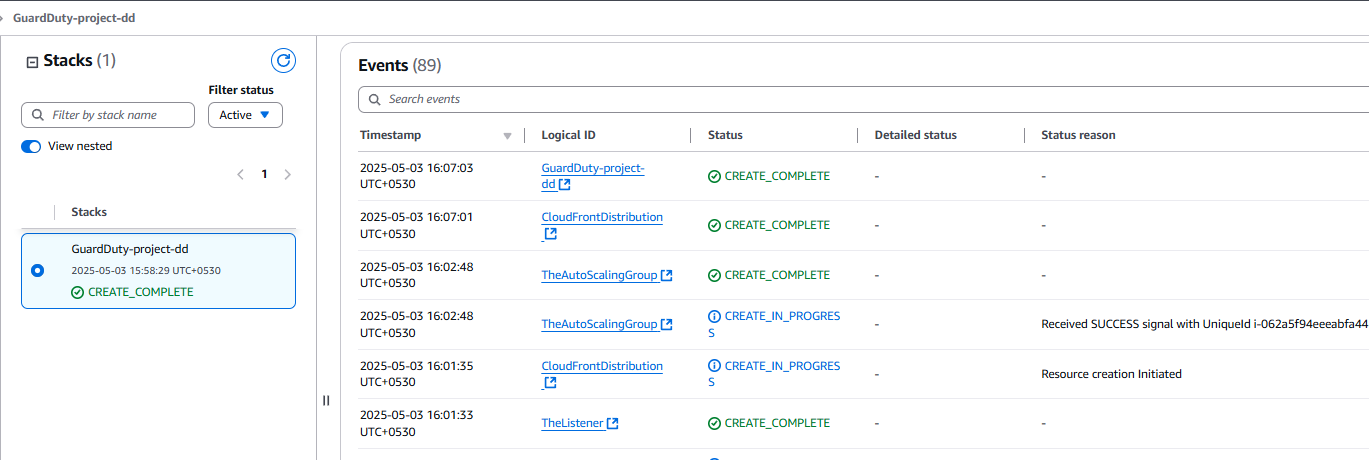 GuardDuty-project-dd
Stacks (1)
Filter status
Filter by stack name
Active
View nested
1
Stacks
GuardDuty-project-dd
2025-05-03 15:58:29 UTC+0530
CREATE_COMPLETE
Events (89)
Search events
Timestamp Logical ID Status Detailed status Status reason
2025-05-03 16:07:03
UTC+0530
GuardDuty-project-
dd
CREATE_COMPLETE
-
-
2025-05-03 16:07:01
UTC+0530
CloudFrontDistribution
CREATE_COMPLETE
-
-
2025-05-03 16:02:48
UTC+0530
TheAutoScalingGroup
CREATE_COMPLETE
-
-
2025-05-03 16:02:48
UTC+0530
TheAutoScalingGroup
CREATE_IN_PROGRES
S
-
Received SUCCESS signal with UniqueId i-062a5f94eeeabfa44
2025-05-03 16:01:35
UTC+0530
CloudFrontDistribution
CREATE_IN_PROGRES
S
-
Resource creation Initiated
2025-05-03 16:01:33
UTC+0530
TheListener
CREATE_COMPLETE
-
-